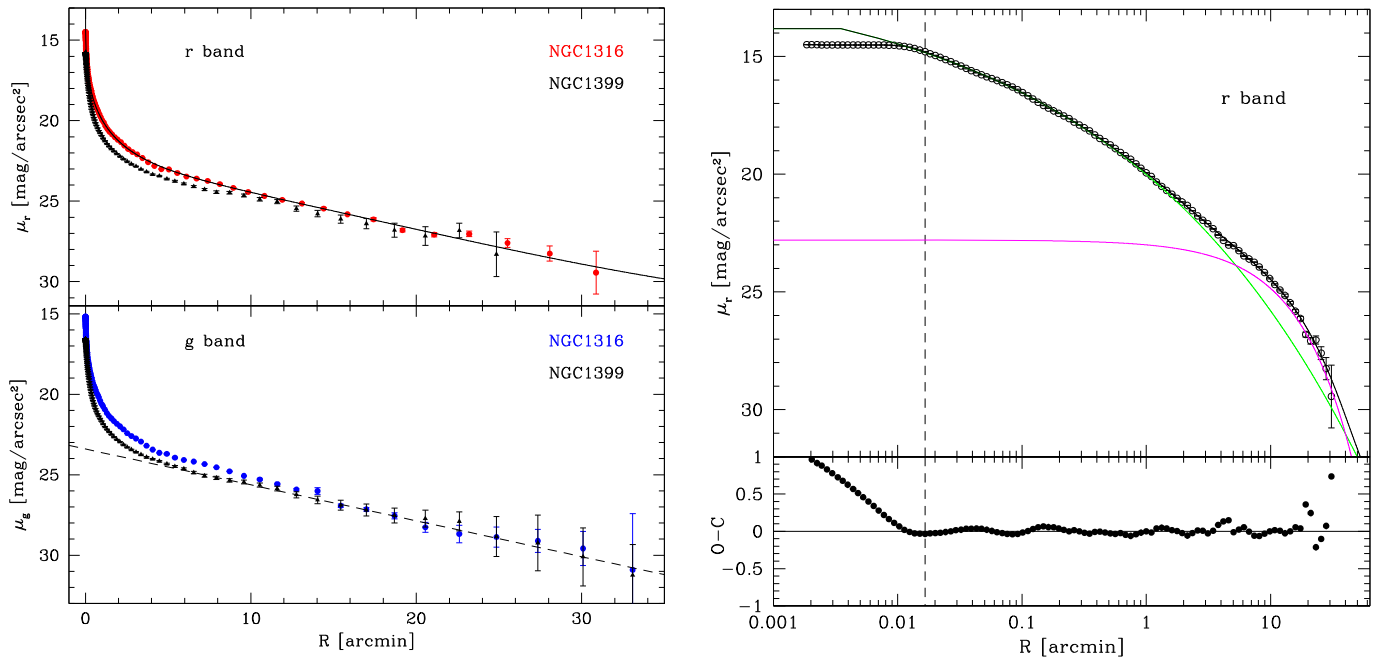 15
20
25
30
μr [mag/arcsec²]
r band
NGC1316
NGC1399
15
20
25
30
μg [mag/arcsec²]
g band
NGC1316
NGC1399
0
10
20
30
R [arcmin]
15
20
25
30
μr [mag/arcsec²]
r band
1
0.5
0
−0.5
−1
O−C
0.001
0.01
0.1
1
10
R [arcmin]